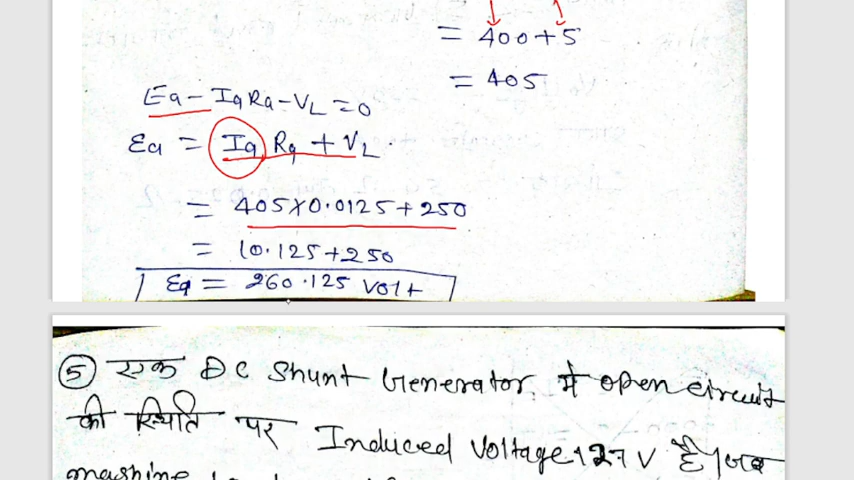 = 400+5
= 405
Ea - IaRa - VL = 0
Ea = Ia Ra + VL
= 405×0.0125+250
= 10.125+250
Ea = 260.125 volt
⑤ एक DC Shunt Generator में open circuit
की स्थिति पर Induced Voltage 127 V है। जब
mashine